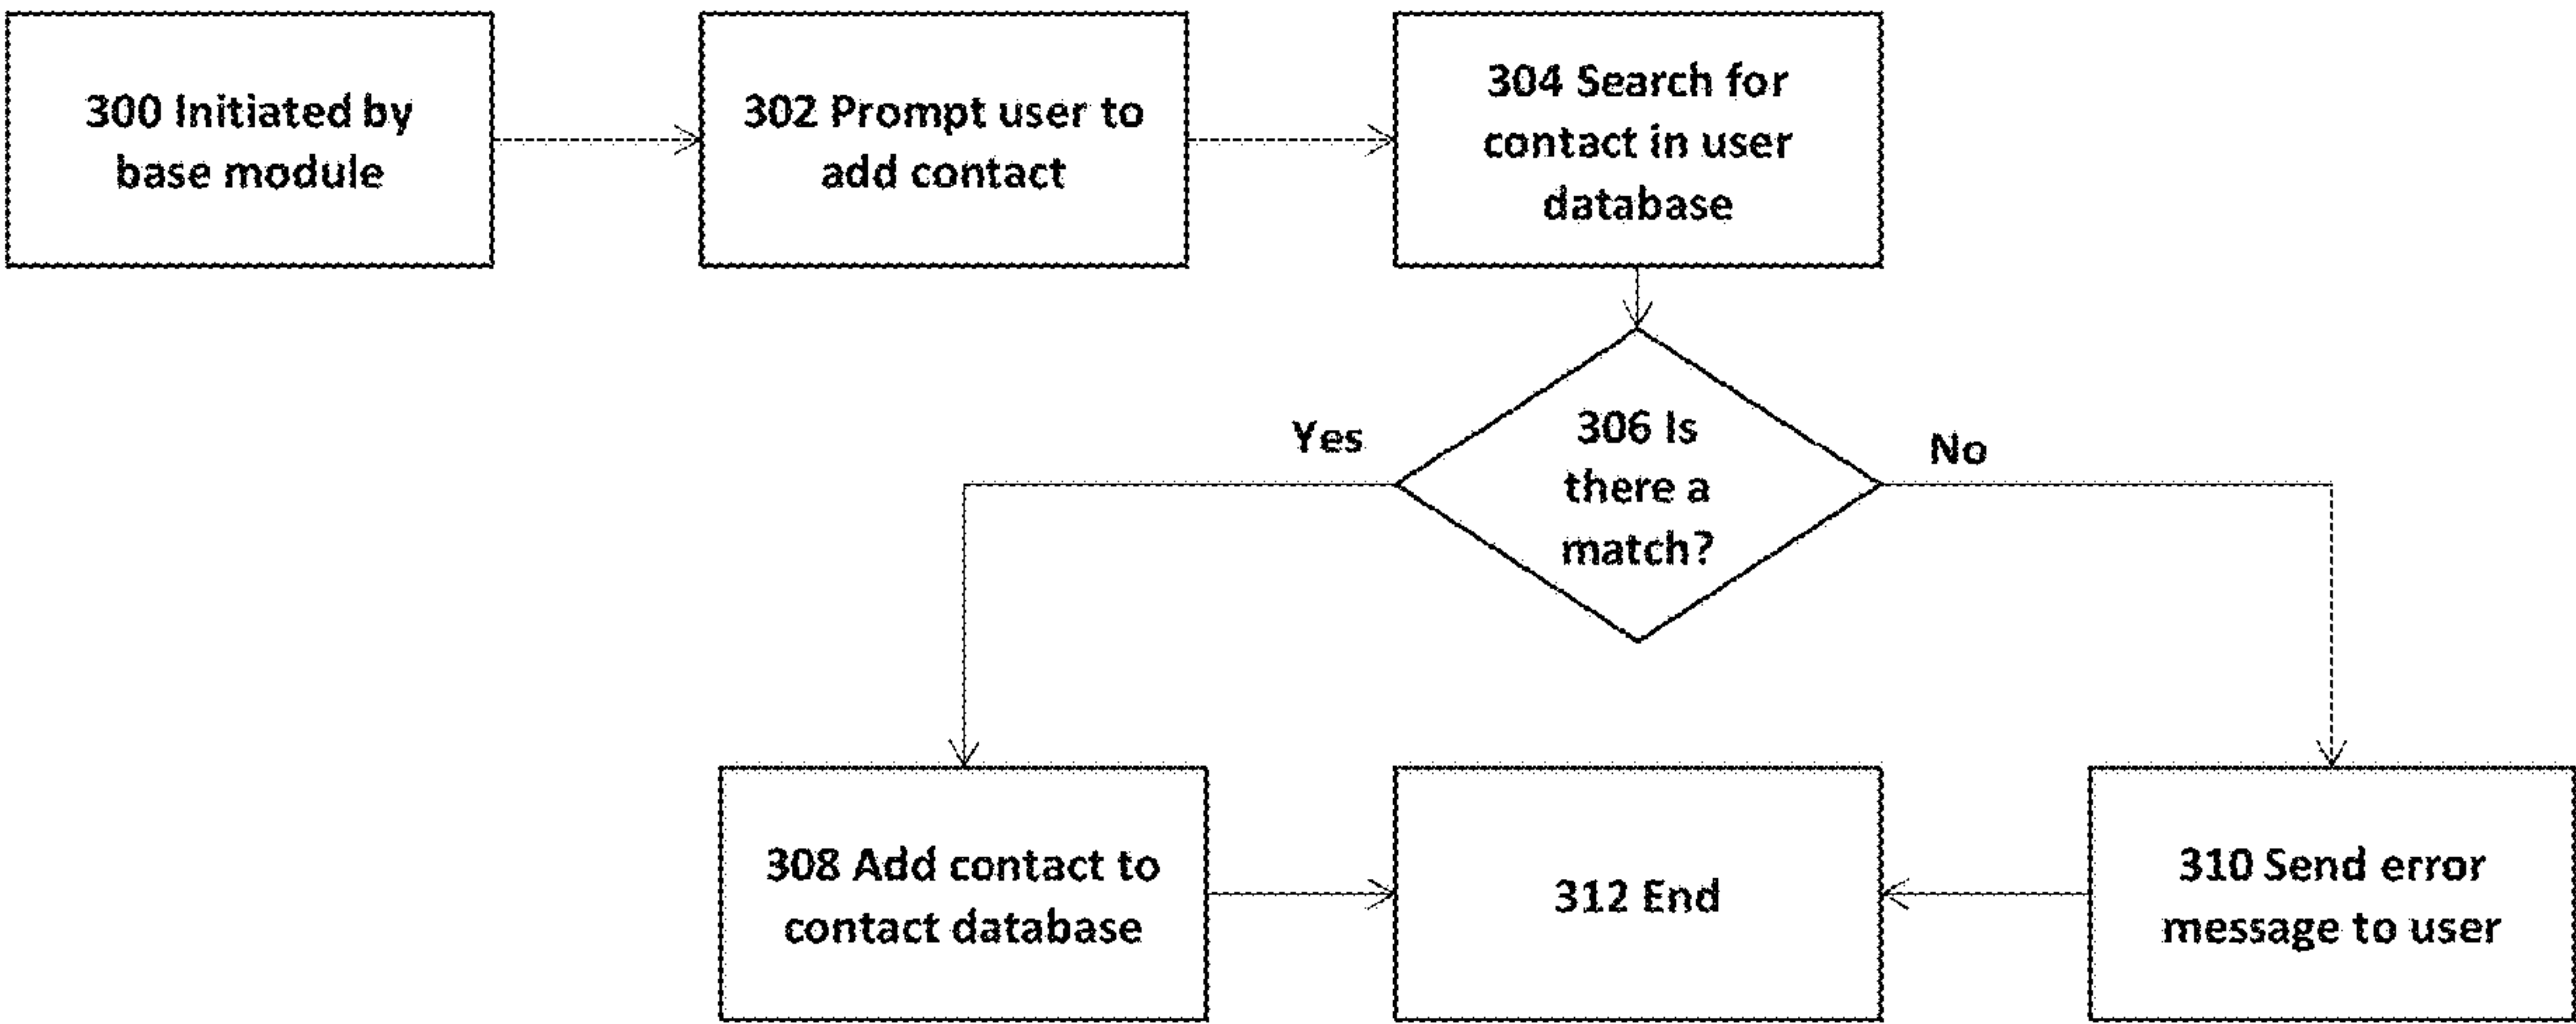 300 Initiated by
base module
302 Prompt user to
add contact
304 Search for
contact in user
database
306 Is
there a
match?
Yes
No
308 Add contact to
contact database
312 End
310 Send error
message to user